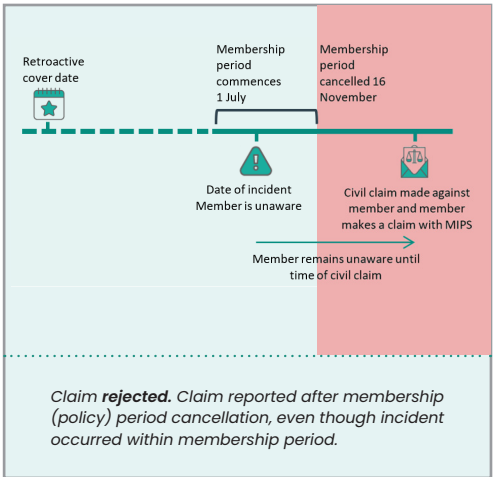 Retroactive
cover date
Membership
period
commences
1 July
Membership
period
cancelled 16
November
Date of incident
Member is unaware
Civil claim made against
member and member
makes a claim with MIPS
Member remains unaware until
time of civil claim
Claim rejected. Claim reported after membership
(policy) period cancellation, even though incident
occurred within membership period.